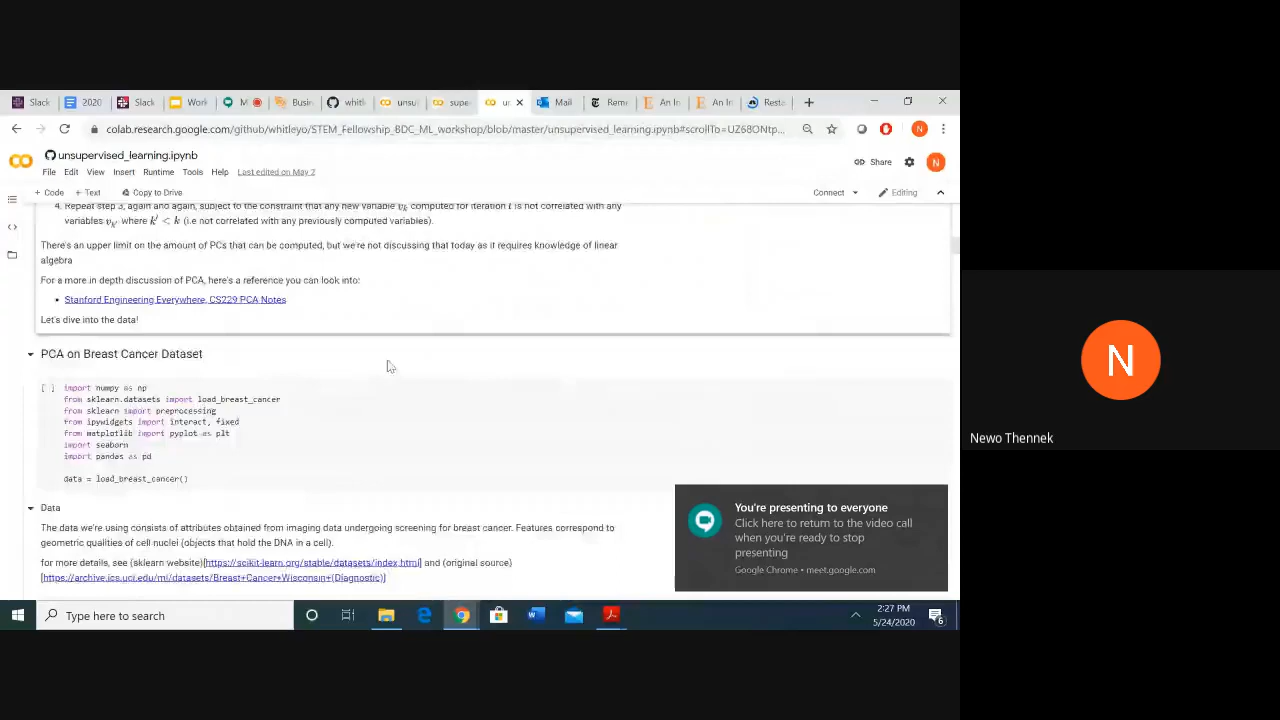 Slack 2020 Slack Work M Busin whitl unsu supe un Mail Rem An In An In Resta
colab.research.google.com/github/whitleyo/STEM_Fellowship_BDC_ML_workshop/blob/master/unsupervised_learning.ipynb#scrollTo=UZ68ONtp... N
unsupervised_learning.ipynb
File Edit View Insert Runtime Tools Help Last edited on May 2
Share N
+ Code + Text Copy to Drive
Connect Editing
4. Repeat step 3, again and again, subject to the constraint that any new variable vk computed for iteration i is not correlated with any
variables vk′ where k′ < k (i.e not correlated with any previously computed variables).
There's an upper limit on the amount of PCs that can be computed, but we're not discussing that today as it requires knowledge of linear
algebra
For a more in depth discussion of PCA, here's a reference you can look into:
• Stanford Engineering Everywhere, CS229 PCA Notes
Let's dive into the data!
PCA on Breast Cancer Dataset
[ ] import numpy as np
from sklearn.datasets import load_breast_cancer
from sklearn import preprocessing
from ipywidgets import interact, fixed
from matplotlib import pyplot as plt
import seaborn
import pandas as pd
data = load_breast_cancer()
Data
The data we're using consists of attributes obtained from imaging data undergoing screening for breast cancer. Features correspond to
geometric qualities of cell nuclei (objects that hold the DNA in a cell).
for more details, see (sklearn website)[https://scikit-learn.org/stable/datasets/index.html] and (original source)
[https://archive.ics.uci.edu/ml/datasets/Breast+Cancer+Wisconsin+(Diagnostic)]
You're presenting to everyone
Click here to return to the video call
when you're ready to stop
presenting
Google Chrome • meet.google.com
Type here to search
2:27 PM
5/24/2020
6
N
Newo Thennek